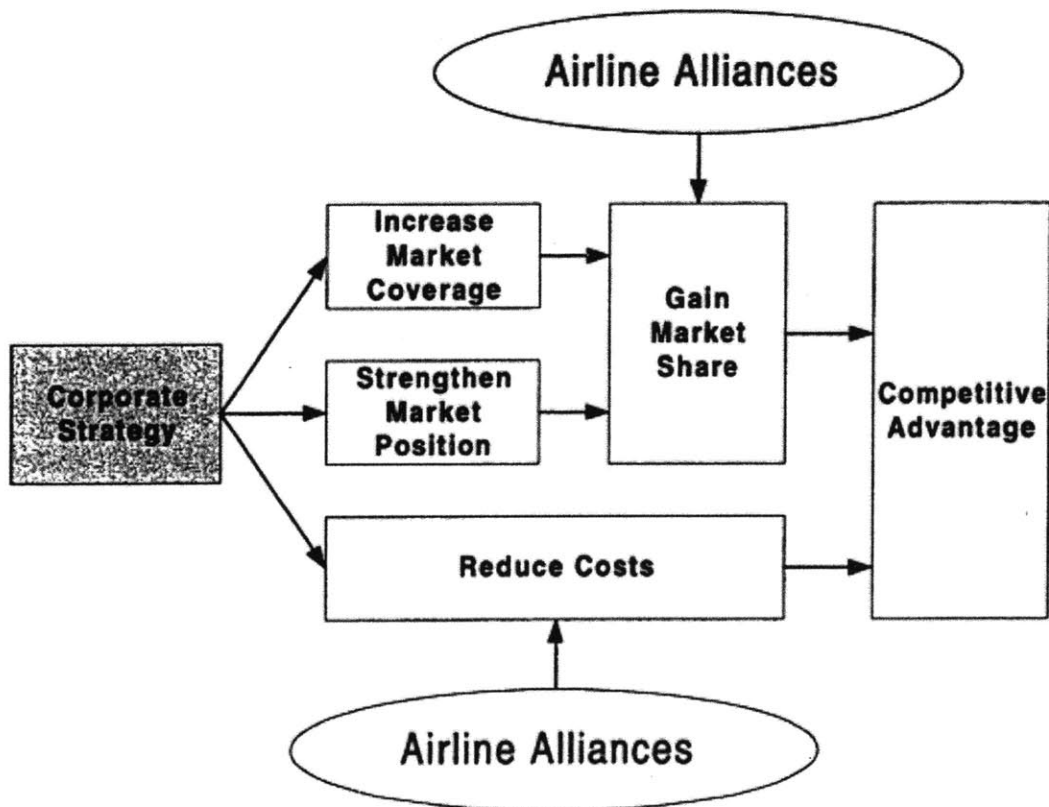 Airline Alliances
Increase
Market
Coverage
Gain
Market
Share
Corporate
Strategy
Strengthen
Market
Position
Competitive
Advantage
Reduce Costs
Airline Alliances